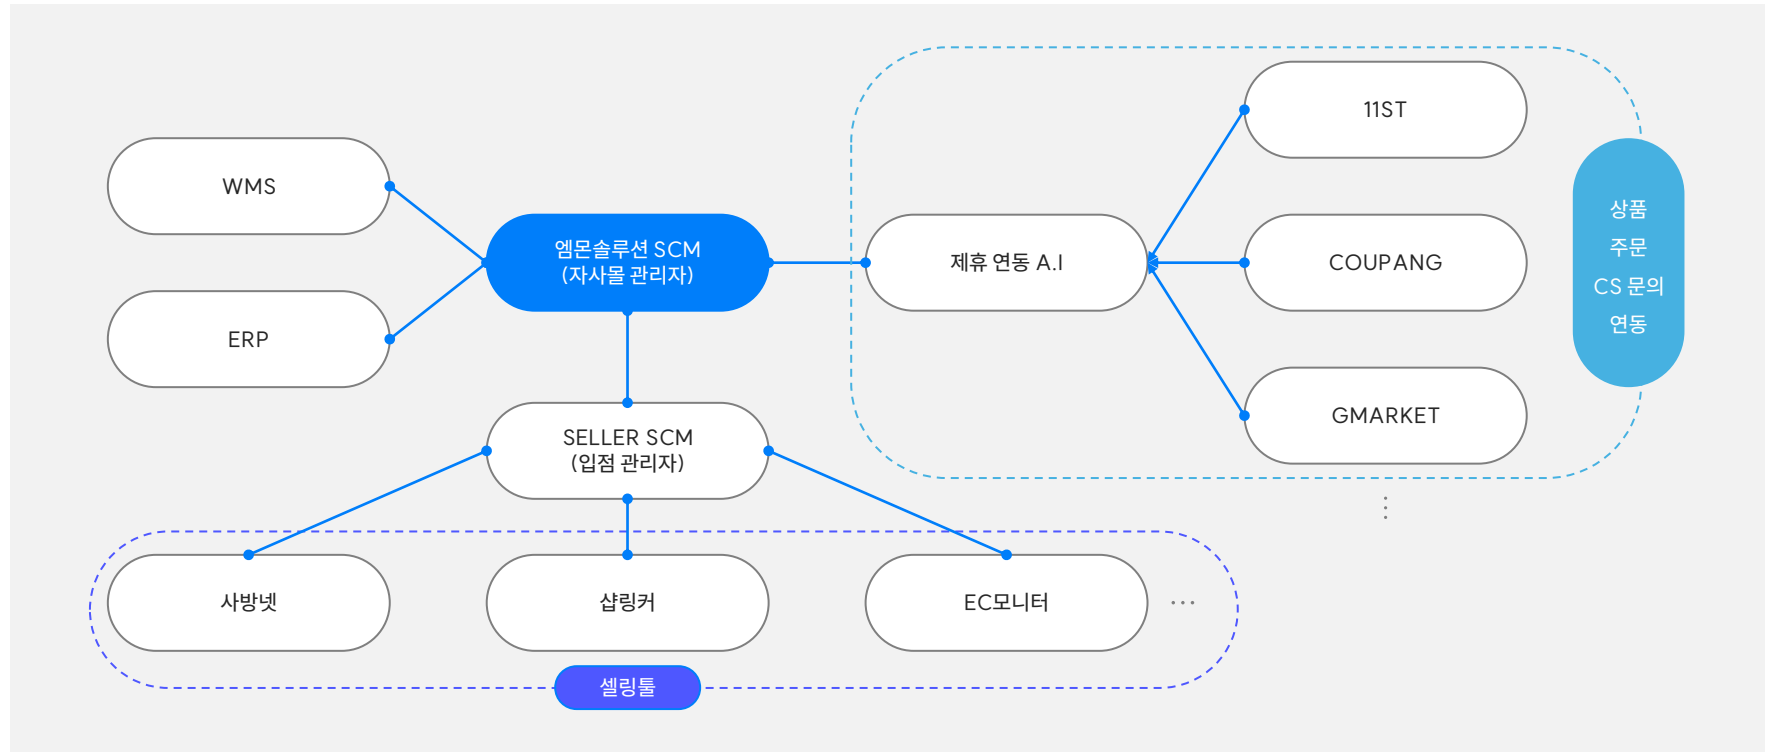 WMS
ERP
엠몬솔루션 SCM
(자사몰 관리자)
제휴 연동 A.I
11ST
COUPANG
GMARKET
상품
주문
CS 문의
연동
⋮
SELLER SCM
(입점 관리자)
사방넷
샵링커
EC모니터
···
셀링툴